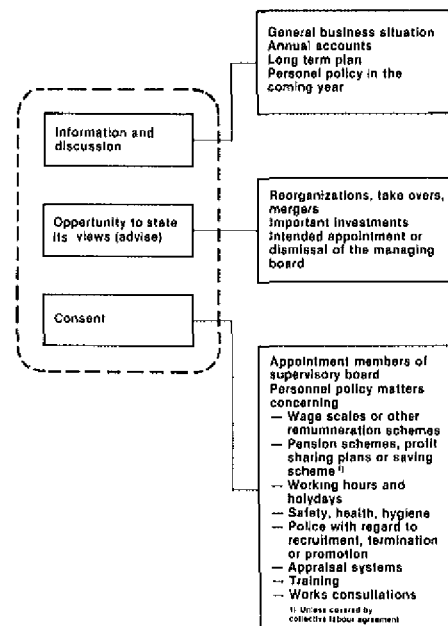 General business situation
Annual accounts
Long term plan
Personel policy in the
coming year
Information and
discussion
Opportunity to state
its views (advise)
Reorganizations, take overs,
mergers
Important investments
Intended appointment or
dismissal of the managing
board
Consent
Appointment members of
supervisory board
Personnel policy matters
concerning
— Wage scales or other
remuneration schemes
— Pension schemes, profit
sharing plans or saving
scheme 1)
— Working hours and
holydays
— Safety, health, hygiene
— Police with regard to
recruitment, termination
or promotion
— Appraisal systems
— Training
— Works consultations
1) Unless covered by
collective labour agreement